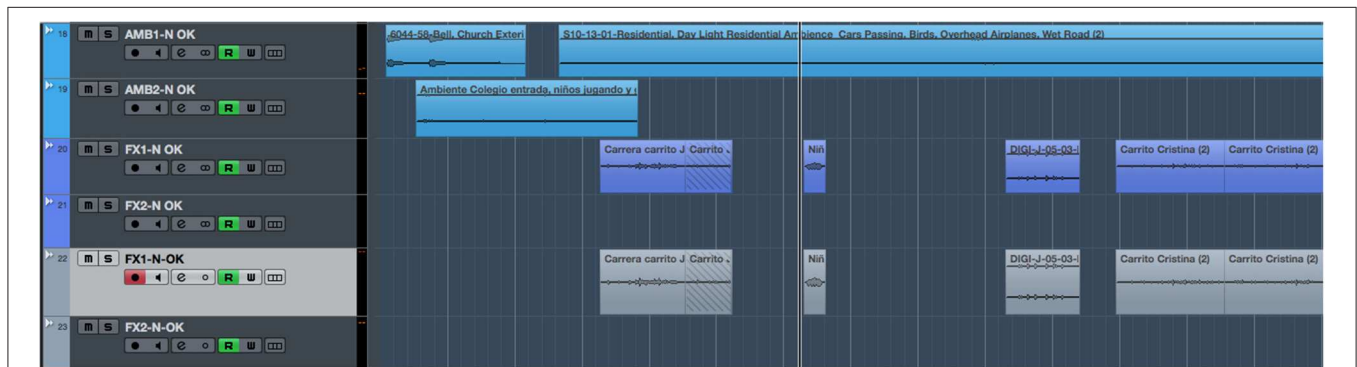 18 m S AMB1-N OK
e R W
6044-58-Bell, Church Exteri
S10-13-01-Residential, Day Light Residential Ambience Cars Passing, Birds, Overhead Airplanes, Wet Road (2)
19 m S AMB2-N OK
e R W
Ambiente Colegio entrada, niños jugando y
20 m S FX1-N OK
e R W
Carrera carrito J Carrito
Niñ
DIGI-J-05-03-
Carrito Cristina (2) Carrito Cristina (2)
21 m S FX2-N OK
e R W
22 m S FX1-N-OK
e R W
Carrera carrito J Carrito
Niñ
DIGI-J-05-03-
Carrito Cristina (2) Carrito Cristina (2)
23 m S FX2-N-OK
e R W